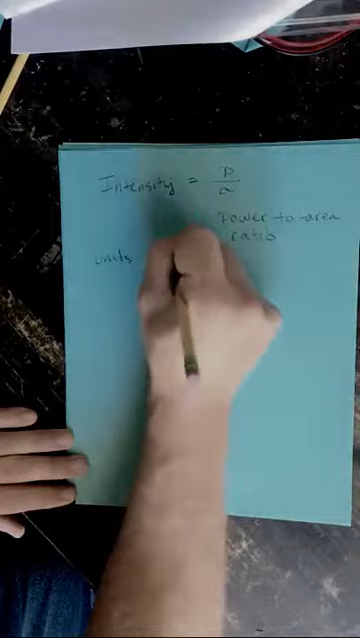 Intensity = P
a
Power-to-area
ratio
units